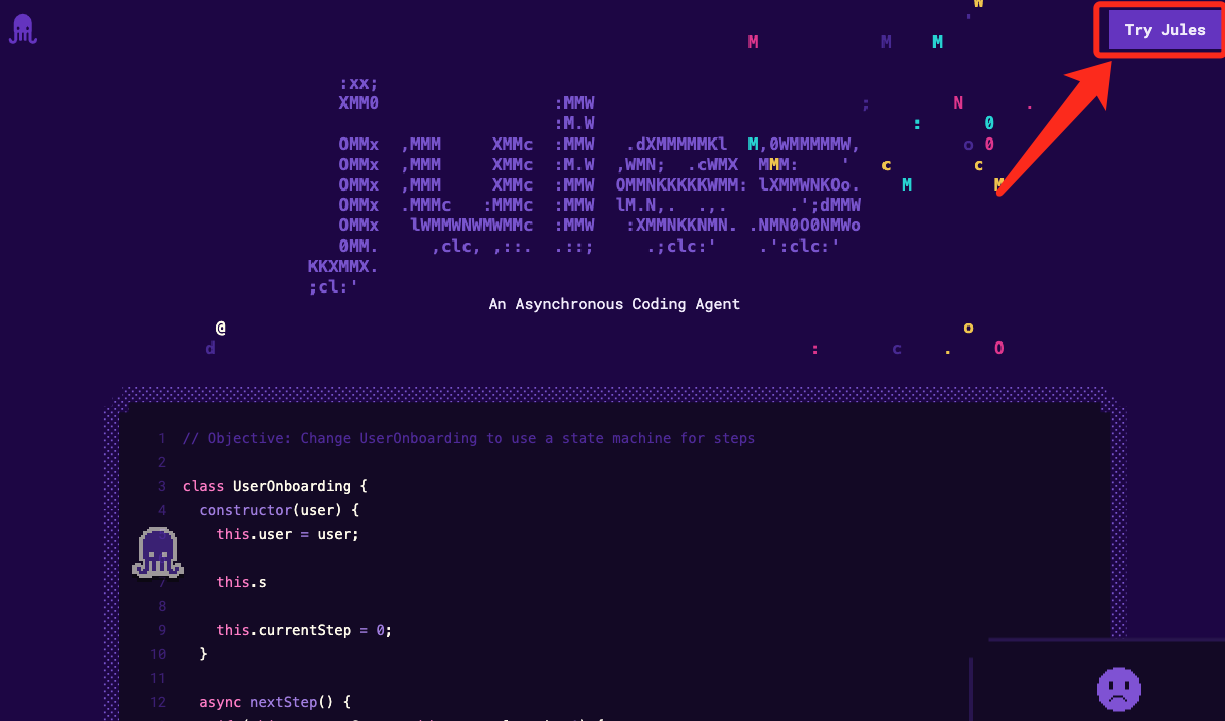 Try Jules
An Asynchronous Coding Agent
1 // Objective: Change UserOnboarding to use a state machine for steps
2
3 class UserOnboarding {
4 constructor(user) {
5 this.user = user;
7 this.s
8
9 this.currentStep = 0;
10 }
11
12 async nextStep() {